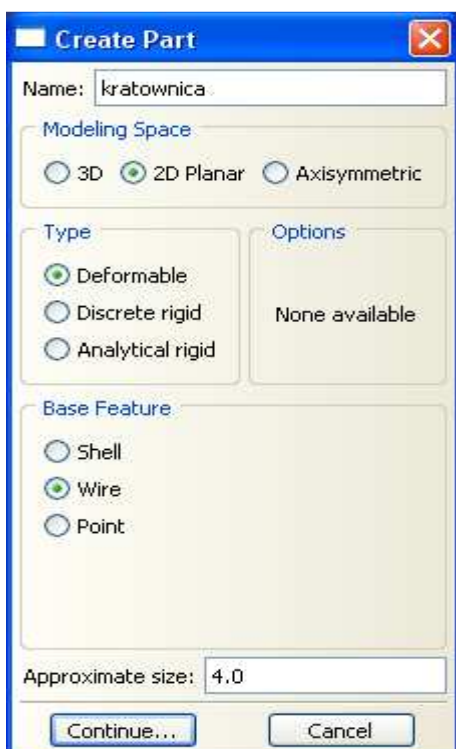 Create Part
Name: kratownica
Modeling Space
3D 2D Planar Axisymmetric
Type
Deformable
Discrete rigid
Analytical rigid
Options
None available
Base Feature
Shell
Wire
Point
Approximate size: 4.0
Continue... Cancel